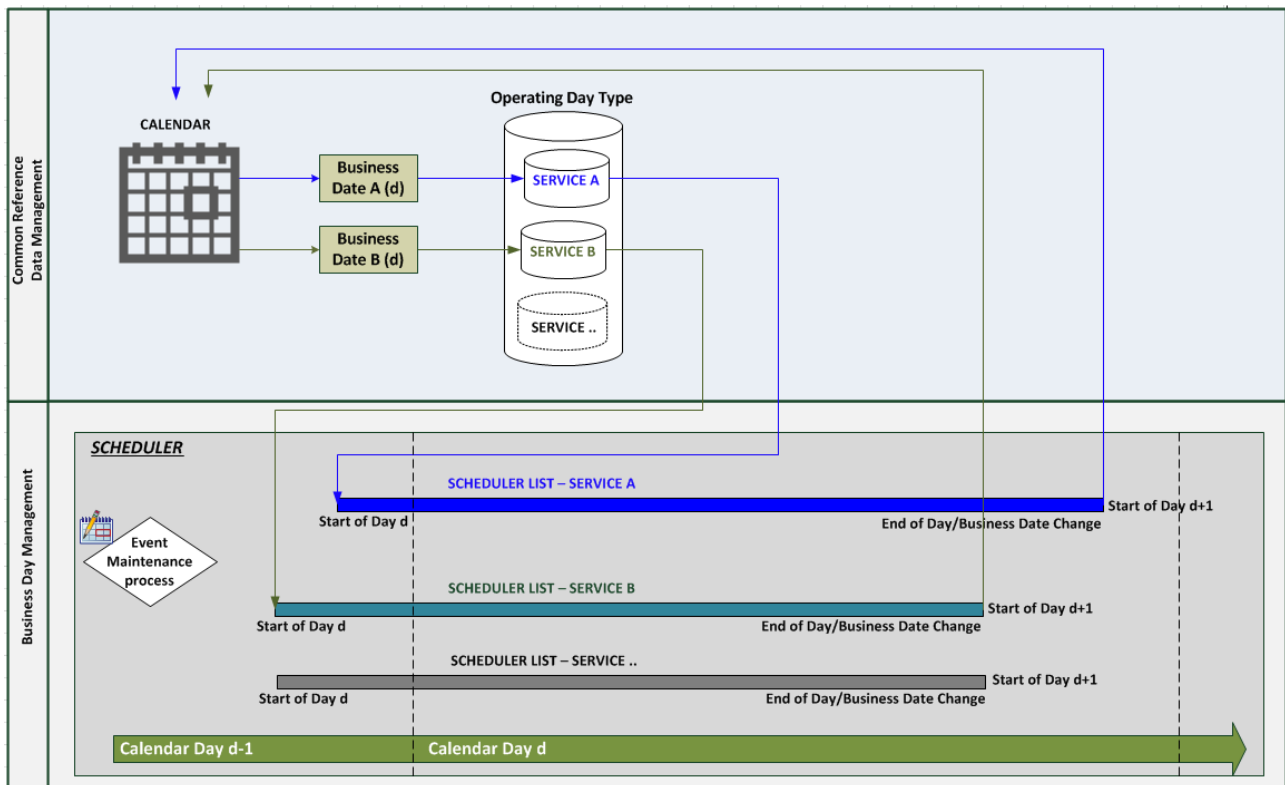 Common Reference
Data Management
Operating Day Type
CALENDAR
Business
Date A (d)
SERVICE A
Business
Date B (d)
SERVICE B
SERVICE ..
Business Day Management
SCHEDULER
SCHEDULER LIST – SERVICE A
Start of Day d
End of Day/Business Date Change
Start of Day d+1
Event
Maintenance
process
SCHEDULER LIST – SERVICE B
Start of Day d
End of Day/Business Date Change
Start of Day d+1
SCHEDULER LIST – SERVICE ..
Start of Day d
End of Day/Business Date Change
Start of Day d+1
Calendar Day d-1
Calendar Day d